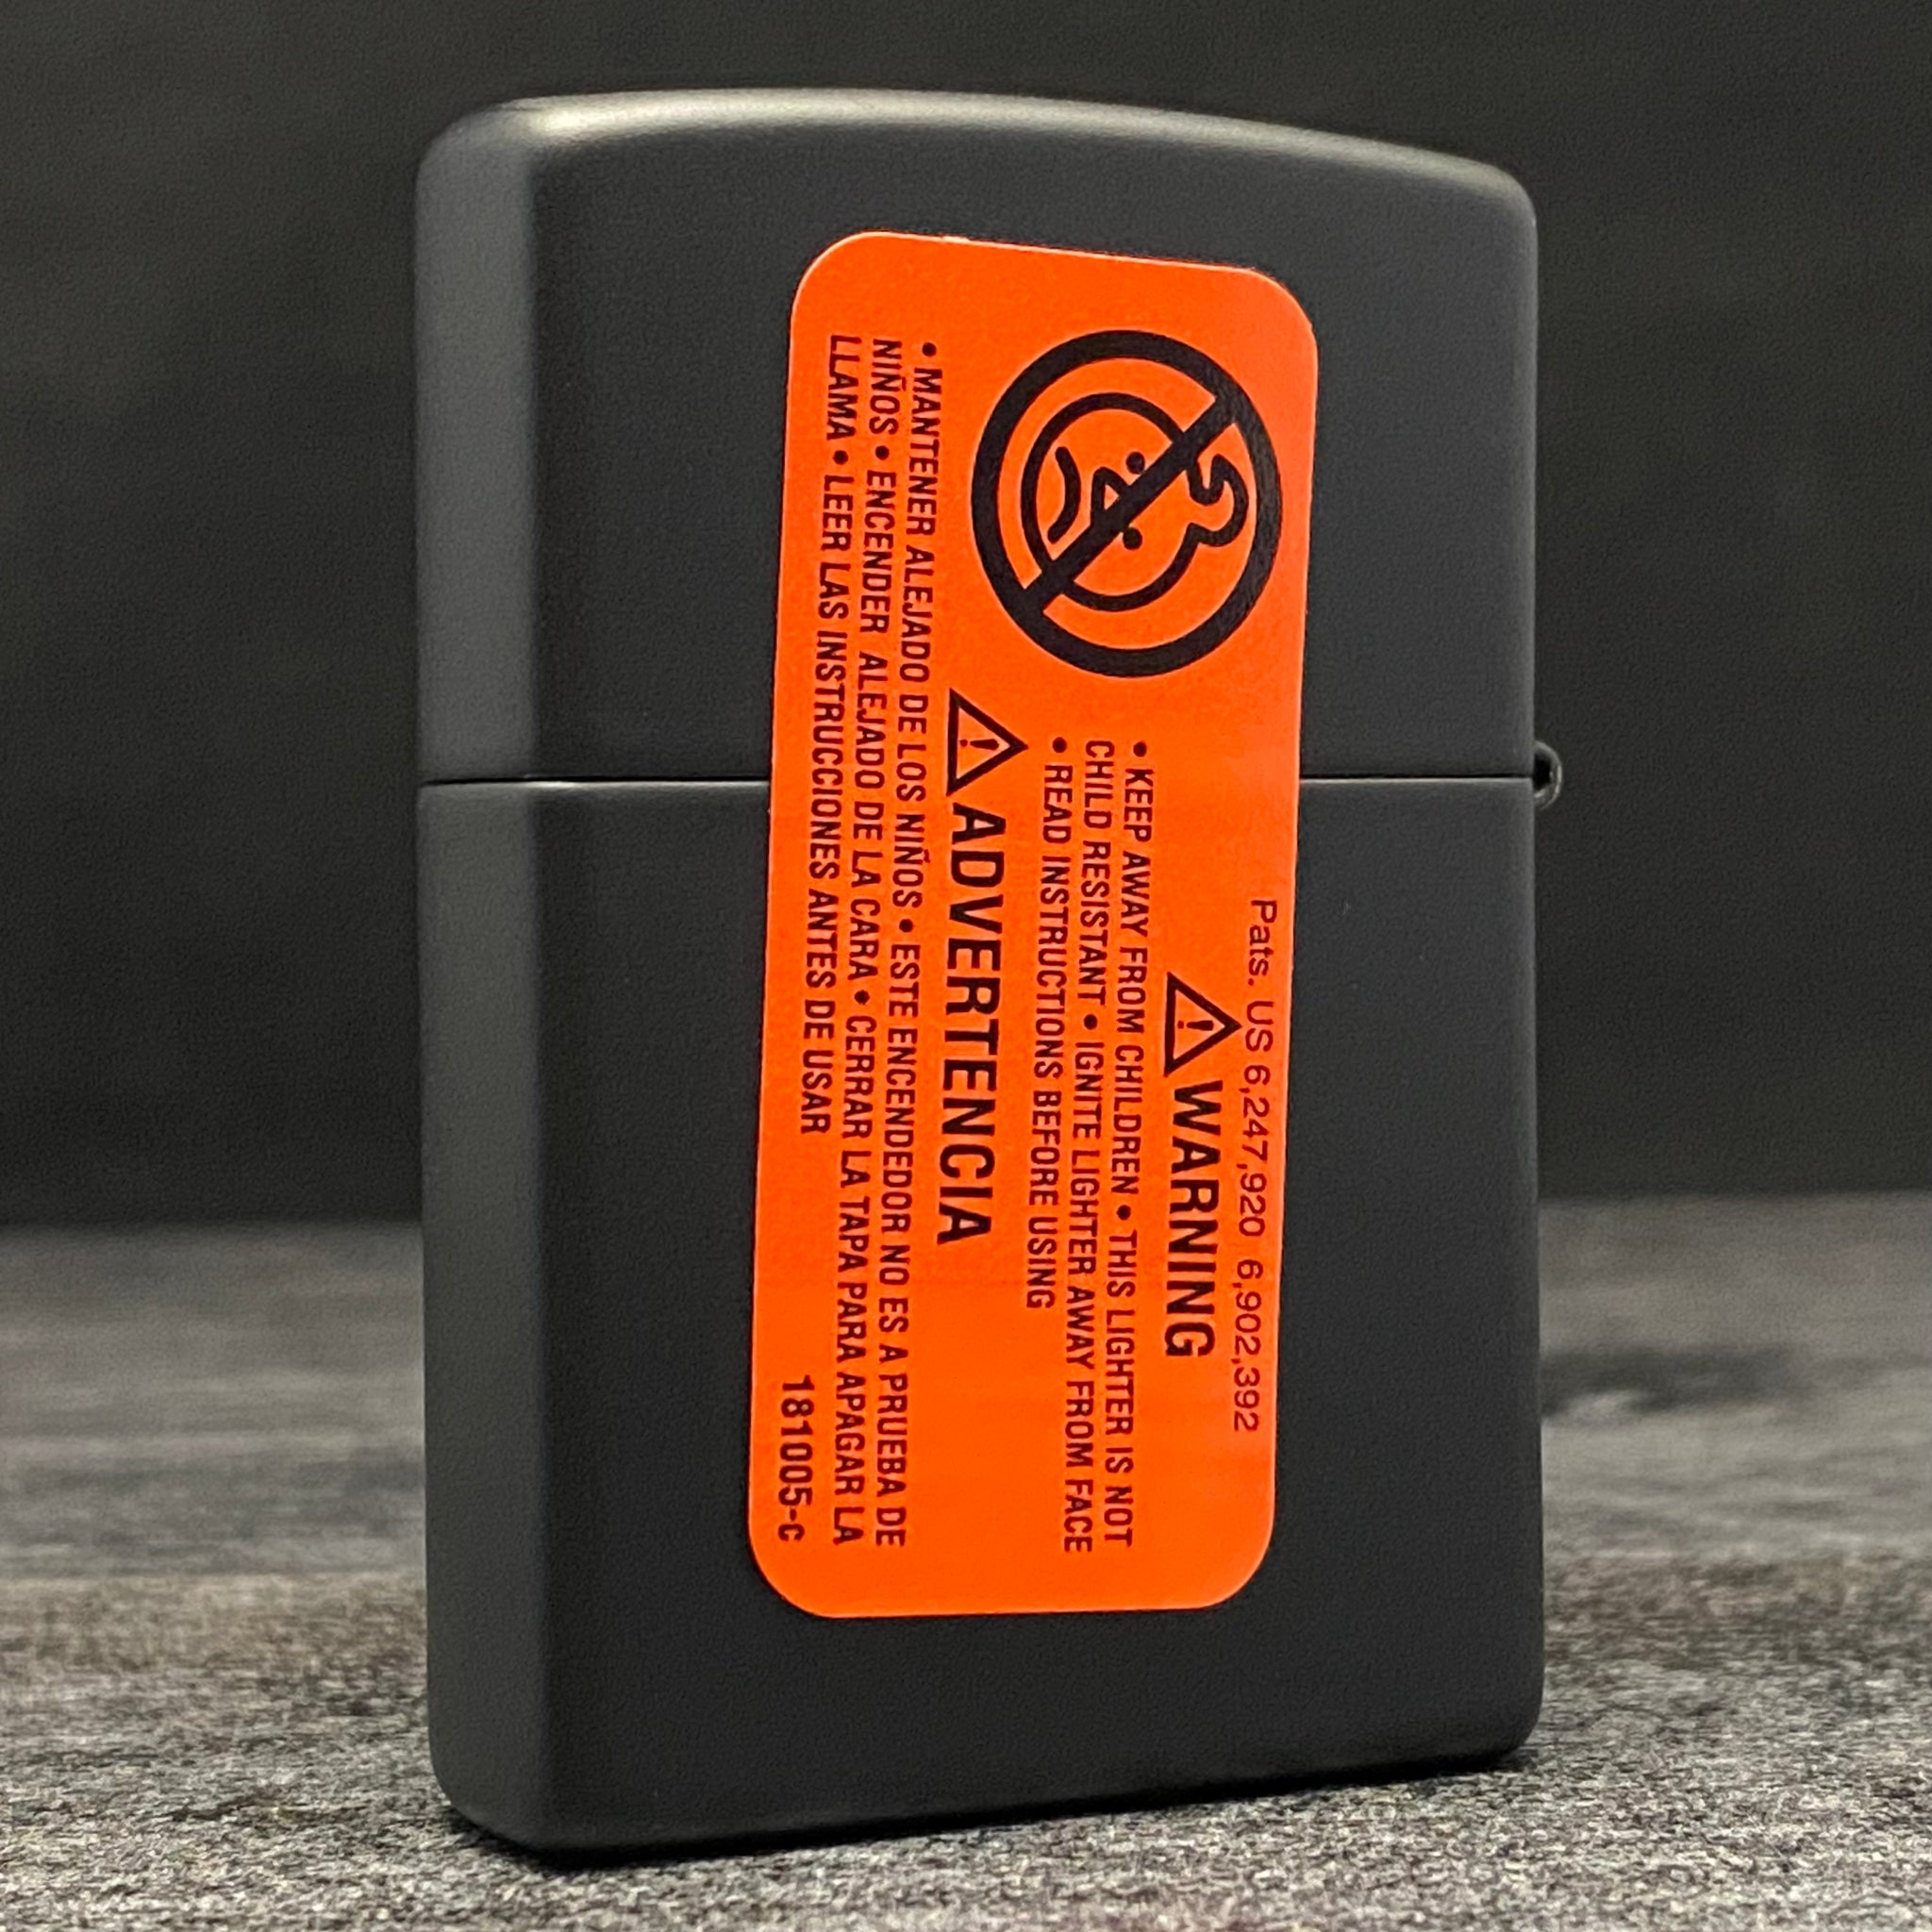 Pats. US 6,247,920 6,902,392
WARNING
• KEEP AWAY FROM CHILDREN • THIS LIGHTER IS NOT
CHILD RESISTANT • IGNITE LIGHTER AWAY FROM FACE
• READ INSTRUCTIONS BEFORE USING
ADVERTENCIA
• MANTENER ALEJADO DE LOS NIÑOS • ESTE ENCENDEDOR NO ES A PRUEBA DE
NIÑOS • ENCENDER ALEJADO DE LA CARA • CERRAR LA TAPA PARA APAGAR LA
LLAMA • LEER LAS INSTRUCCIONES ANTES DE USAR
181005-C